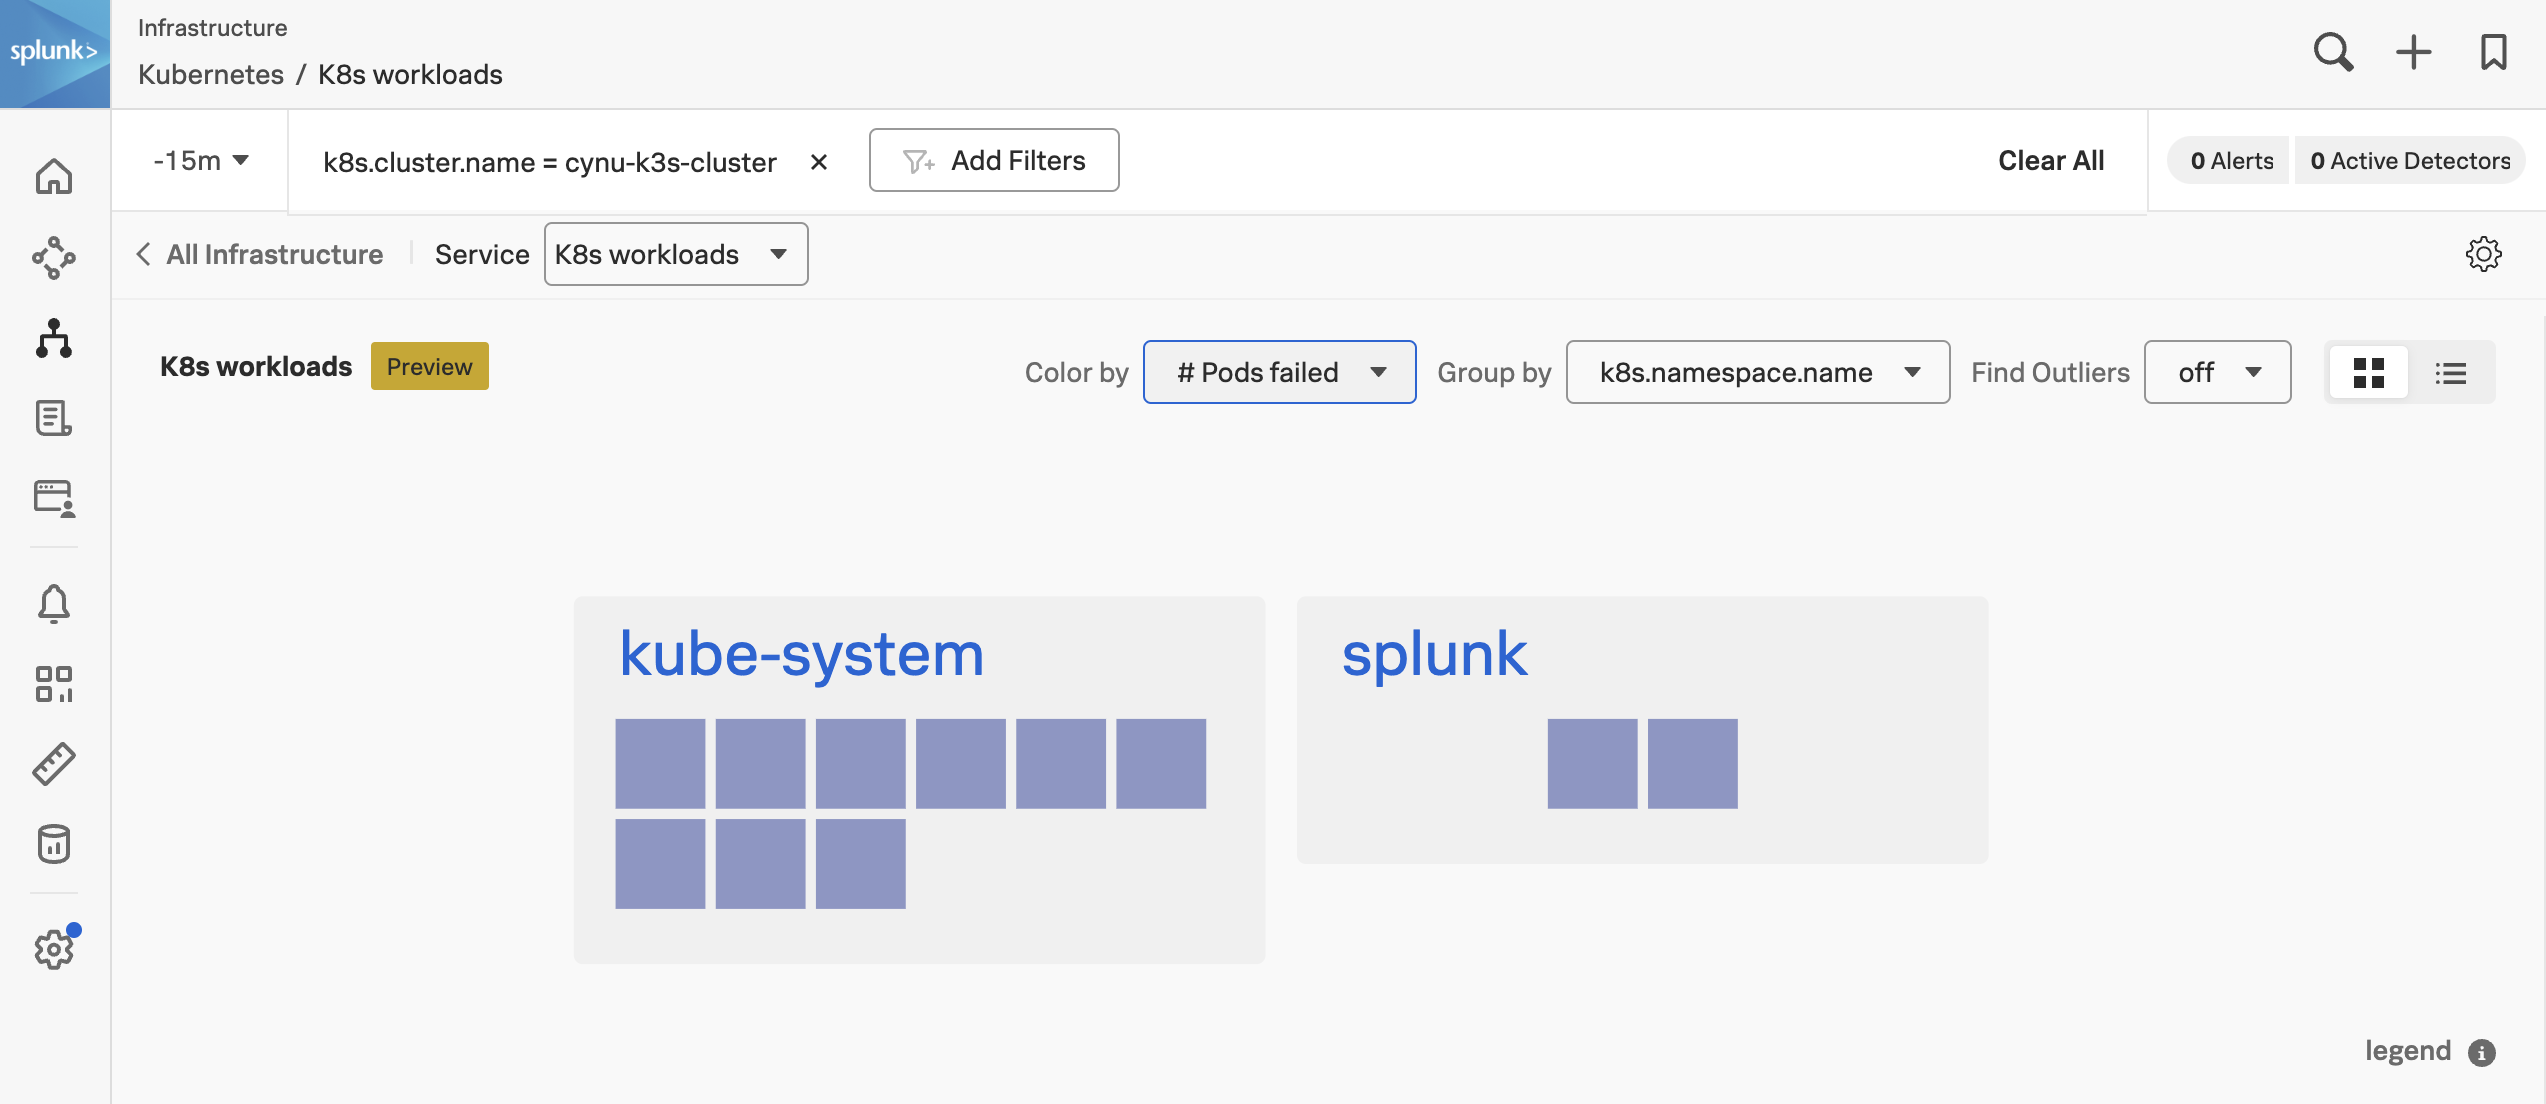 splunk>
Infrastructure
Kubernetes / K8s workloads
-15m
k8s.cluster.name = cynu-k3s-cluster ×
Add Filters
Clear All
0 Alerts
0 Active Detectors
All Infrastructure
Service
K8s workloads
K8s workloads
Preview
Color by
# Pods failed
Group by
k8s.namespace.name
Find Outliers
off
kube-system
splunk
legend